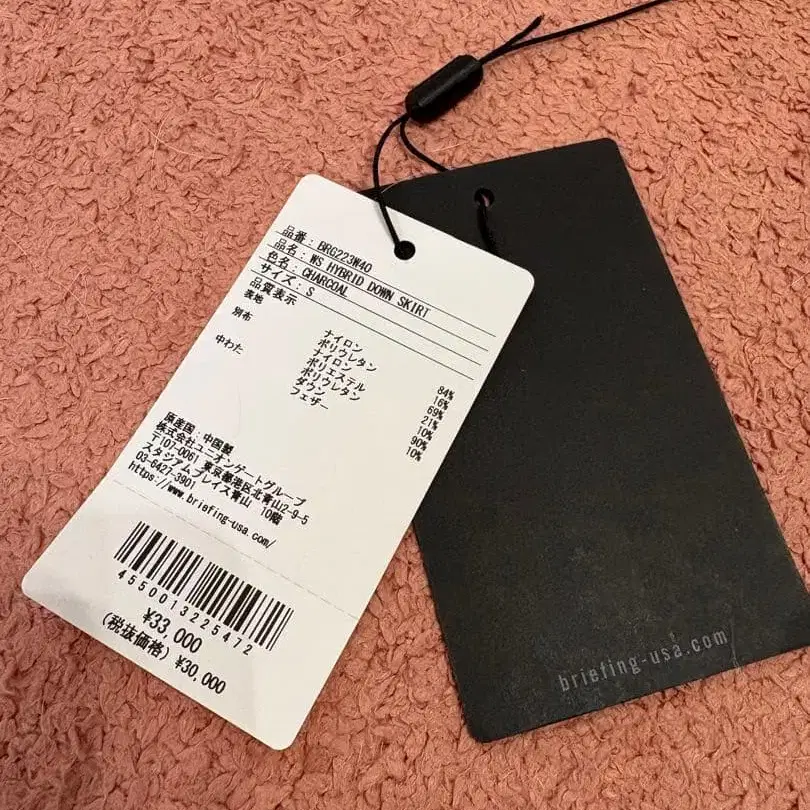 品番：BRG223W40
品名：WS HYBRID DOWN SKIRT
色名：CHARCOAL
サイズ：S
品質表示
表地 ナイロン 84%
ポリウレタン 16%
別布 ナイロン 69%
ポリエステル 21%
ポリウレタン 10%
中わた ダウン 90%
フェザー 10%
原産国：中国製
株式会社ユニオンゲートグループ
〒107-0061 東京都港区北青山2-9-5
スタジアムプレイス青山 10階
03-6427-3901
https://www.briefing-usa.com/
4550013225472
¥33,000
(税抜価格) ¥30,000
briefing-usa.com